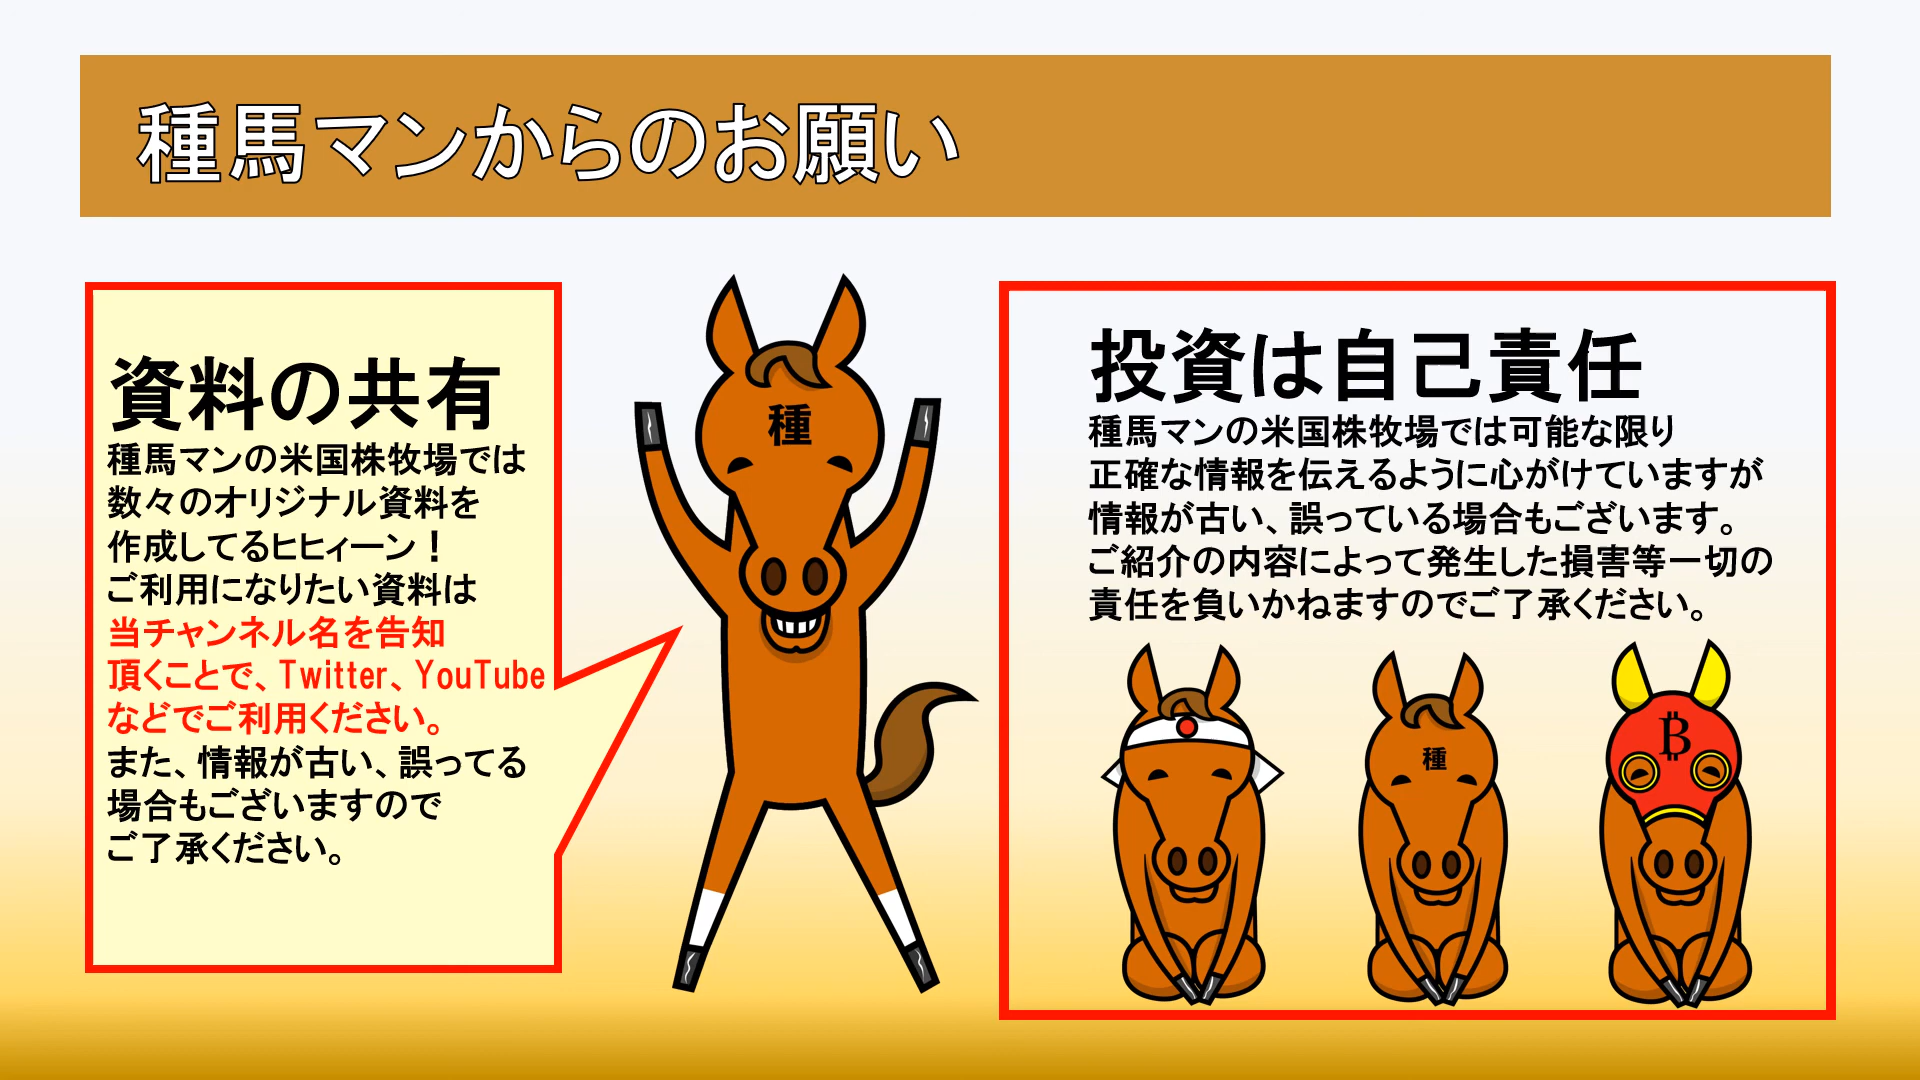 種馬マンからのお願い
資料の共有
種馬マンの米国株牧場では
数々のオリジナル資料を
作成してるヒヒィーン！
ご利用になりたい資料は
当チャンネル名を告知
頂くことで、Twitter、YouTube
などでご利用ください。
また、情報が古い、誤ってる
場合もございますので
ご了承ください。
種
投資は自己責任
種馬マンの米国株牧場では可能な限り
正確な情報を伝えるように心がけていますが
情報が古い、誤っている場合もございます。
ご紹介の内容によって発生した損害等一切の
責任を負いかねますのでご了承ください。
種
₿